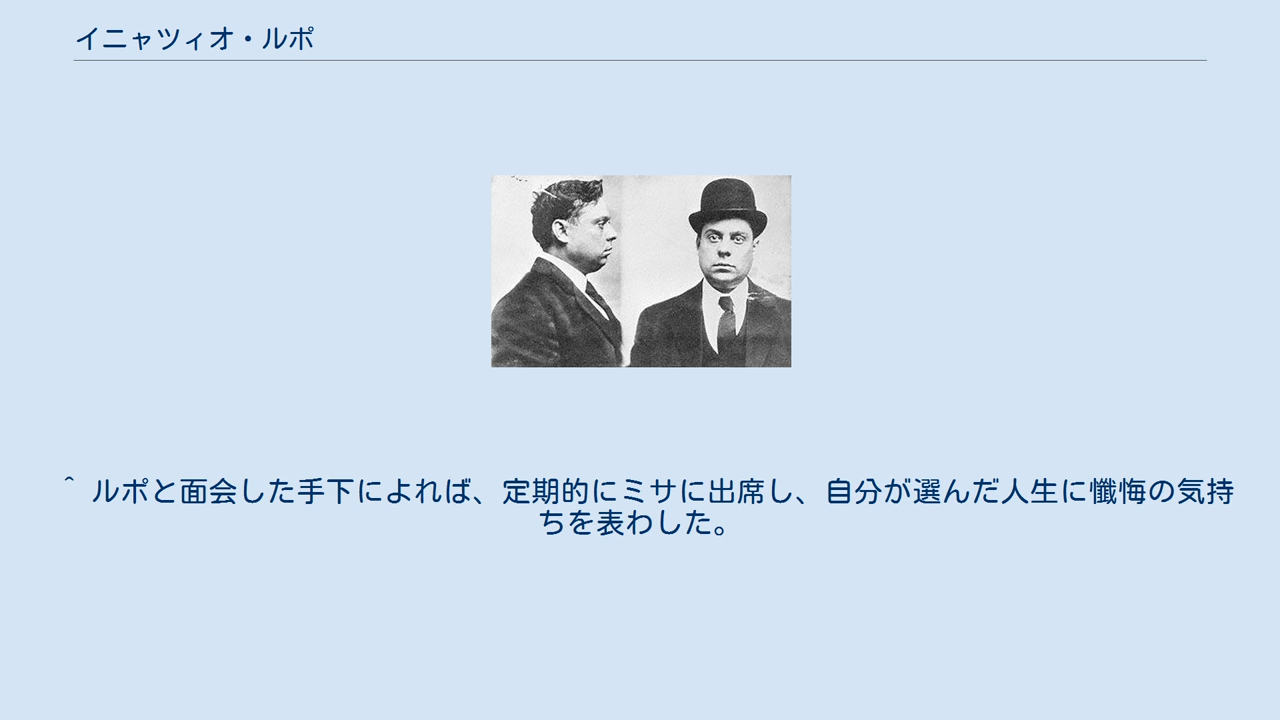 イニャツィオ・ルポ
^ ルポと面会した手下によれば、定期的にミサに出席し、自分が選んだ人生に懺悔の気持
ちを表わした。